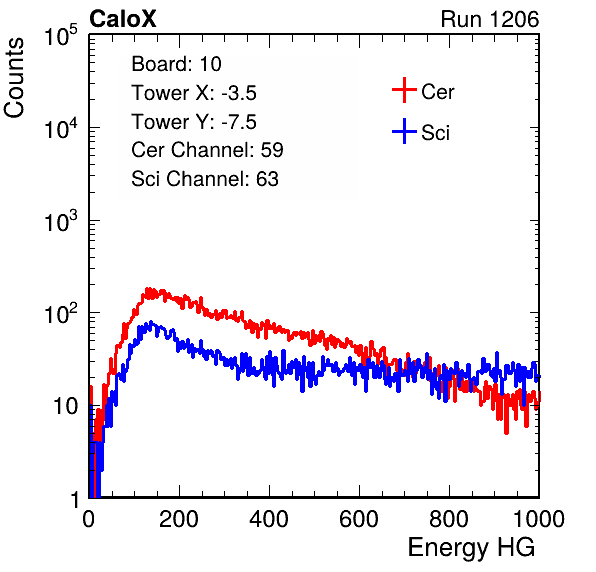 CaloX Run 1206
Counts
Board: 10
Tower X: -3.5
Tower Y: -7.5
Cer Channel: 59
Sci Channel: 63
Cer
Sci
10^5
10^4
10^3
10^2
10
1
0 200 400 600 800 1000
Energy HG